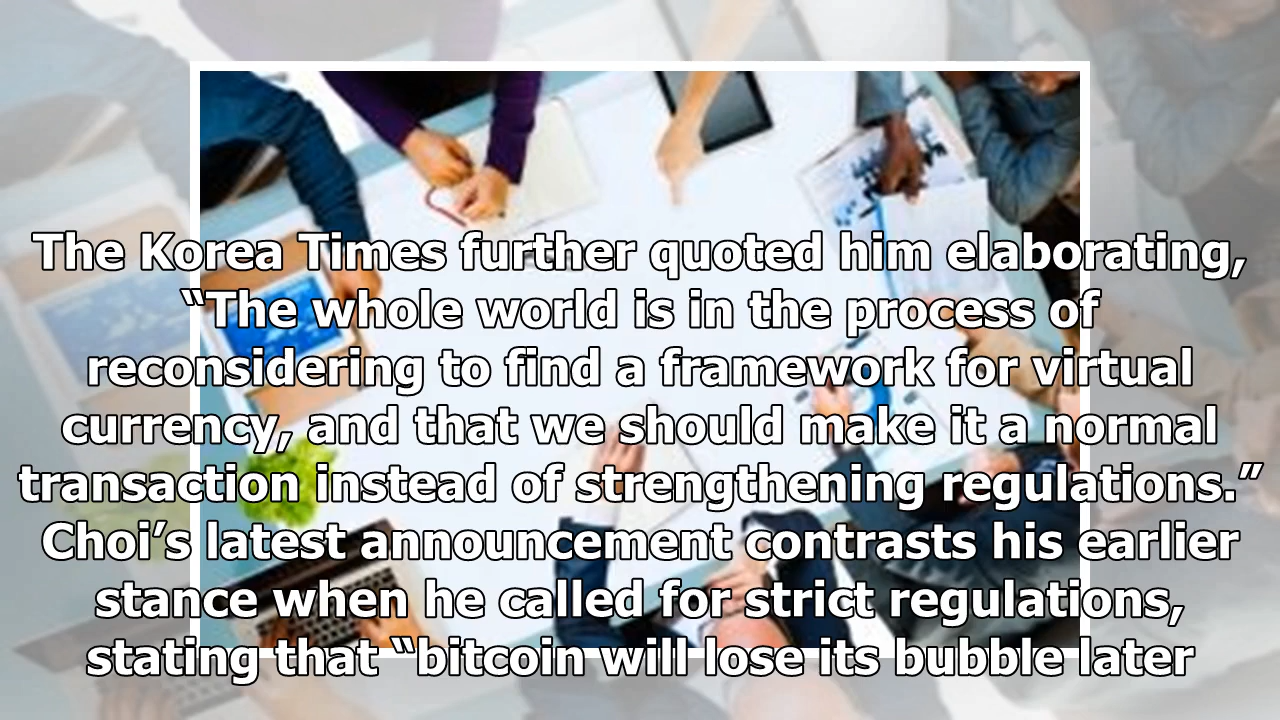 The Korea Times further quoted him elaborating,
“The whole world is in the process of
reconsidering to find a framework for virtual
currency, and that we should make it a normal
transaction instead of strengthening regulations.”
Choi’s latest announcement contrasts his earlier
stance when he called for strict regulations,
stating that “bitcoin will lose its bubble later